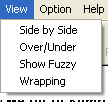 View Option Help
Side by Side
Over/Under
Show Fuzzy
Wrapping